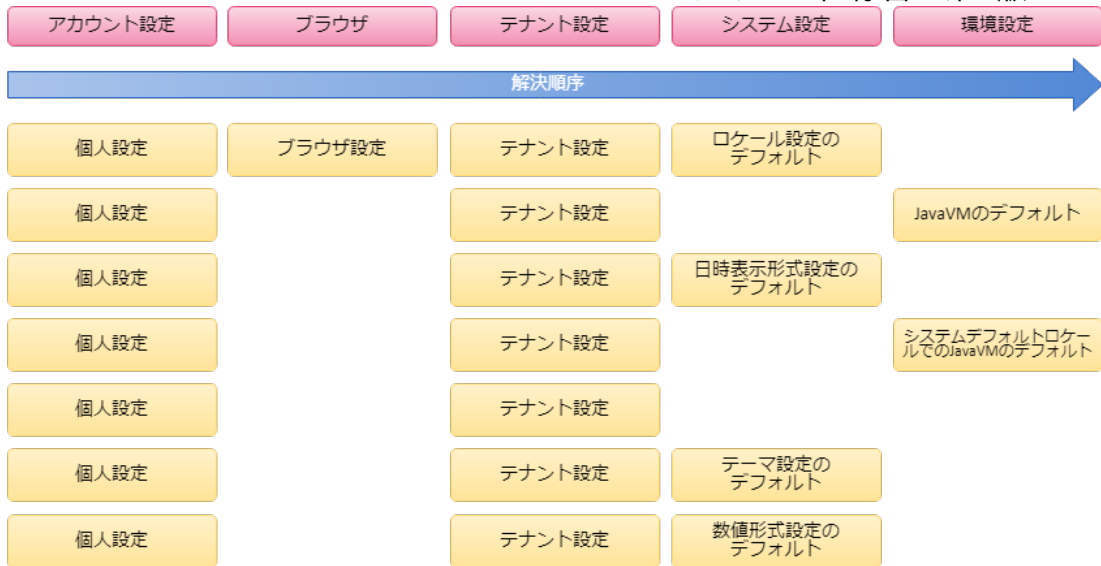 アカウント設定 ブラウザ テナント設定 システム設定 環境設定
解決順序
個人設定 ブラウザ設定 テナント設定 ロケール設定の
デフォルト
個人設定 テナント設定 JavaVMのデフォルト
個人設定 テナント設定 日時表示形式設定の
デフォルト
個人設定 テナント設定 システムデフォルトロケー
ルでのJavaVMのデフォルト
個人設定 テナント設定
個人設定 テナント設定 テーマ設定の
デフォルト
個人設定 テナント設定 数値形式設定の
デフォルト